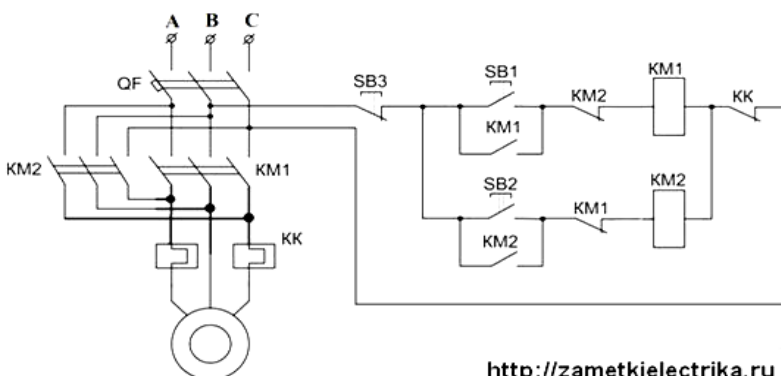 A B C
QF
SB3
SB1
KM2
KM1
KK
KM1
KM2
KM1
SB2
KM1
KM2
KM2
KK
http://zametkielectrika.ru